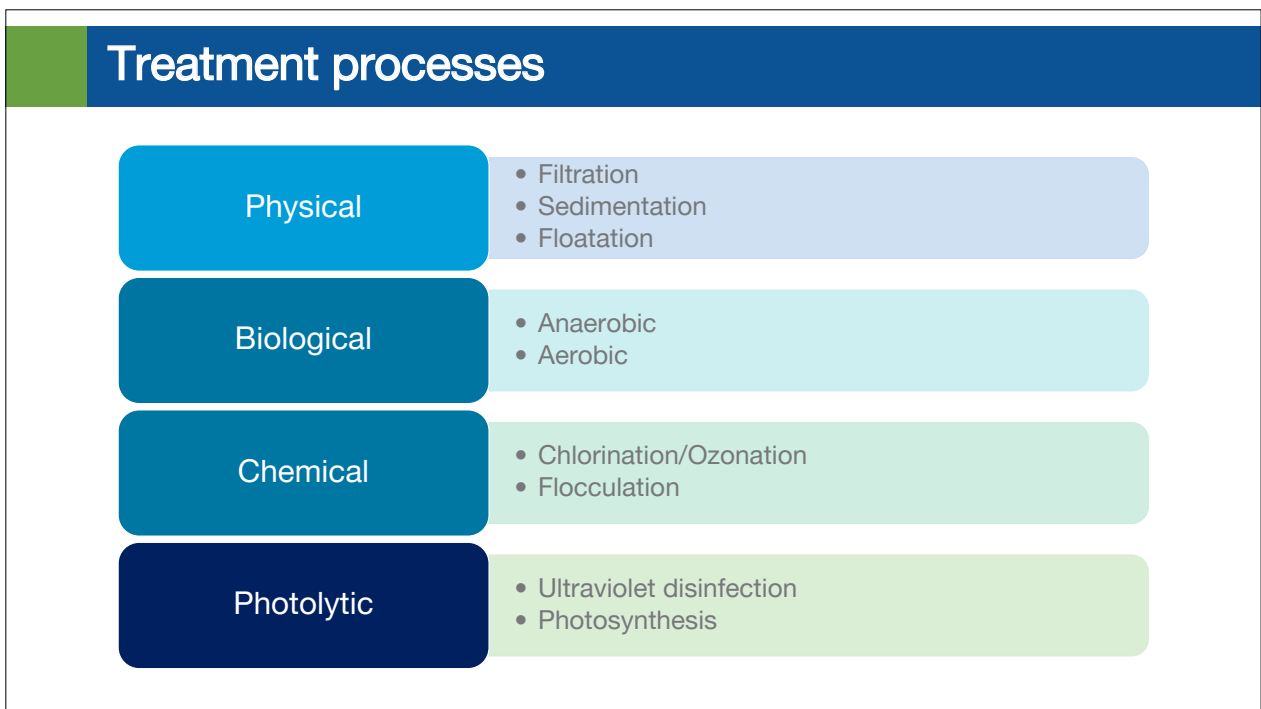 Treatment processes
Physical
• Filtration
• Sedimentation
• Floatation
Biological
• Anaerobic
• Aerobic
Chemical
• Chlorination/Ozonation
• Flocculation
Photolytic
• Ultraviolet disinfection
• Photosynthesis